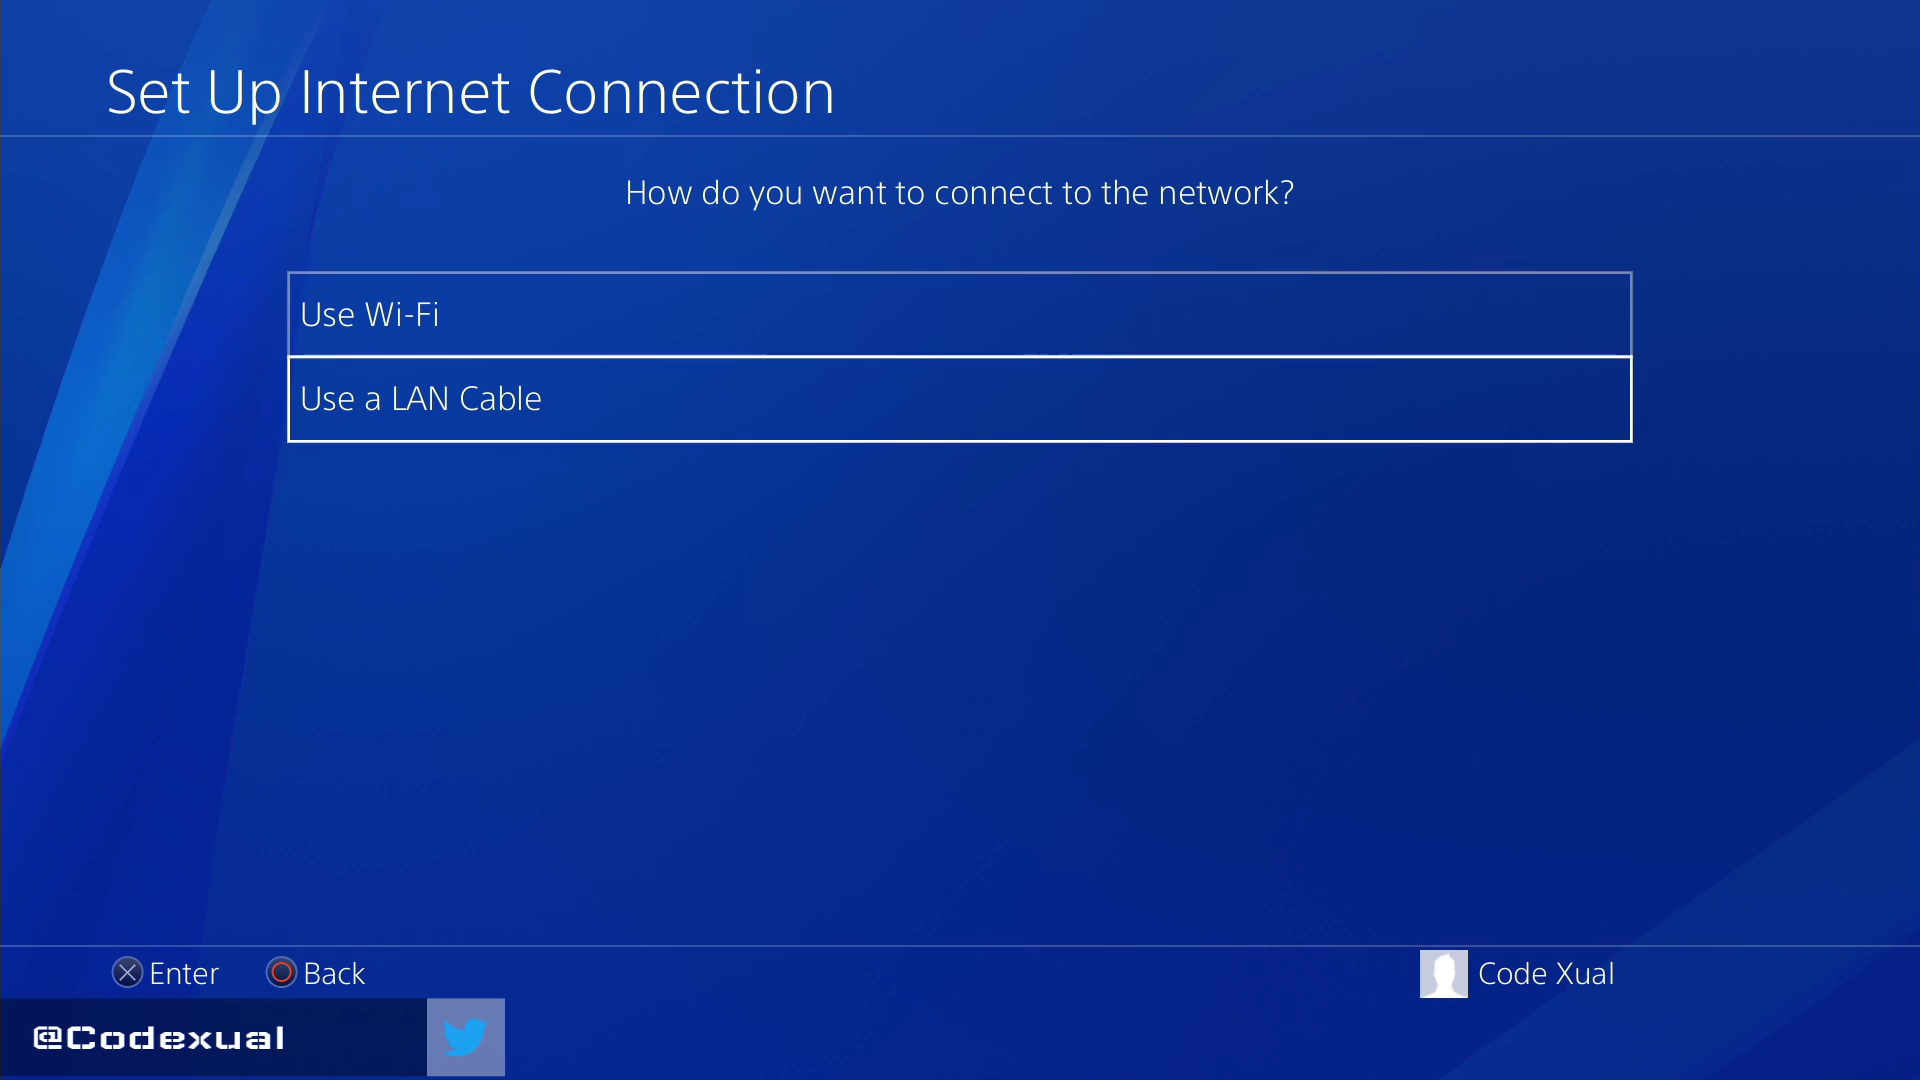 Set Up Internet Connection
How do you want to connect to the network?
Use Wi-Fi
Use a LAN Cable
Enter Back
Code Xual
@Codexual